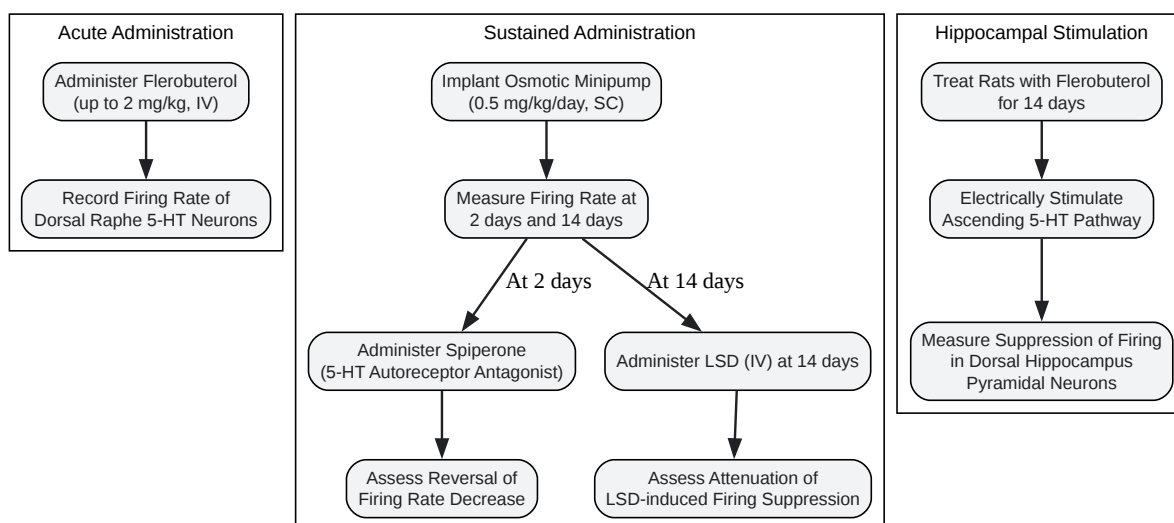 Acute Administration
Administer Flerobuterol
(up to 2 mg/kg, IV)
Record Firing Rate of
Dorsal Raphe 5-HT Neurons
Sustained Administration
Implant Osmotic Minipump
(0.5 mg/kg/day, SC)
Measure Firing Rate at
2 days and 14 days
At 2 days
At 14 days
Administer Spiperone
(5-HT Autoreceptor Antagonist)
Administer LSD (IV) at 14 days
Assess Reversal of
Firing Rate Decrease
Assess Attenuation of
LSD-induced Firing Suppression
Hippocampal Stimulation
Treat Rats with Flerobuterol
for 14 days
Electrically Stimulate
Ascending 5-HT Pathway
Measure Suppression of Firing
in Dorsal Hippocampus
Pyramidal Neurons